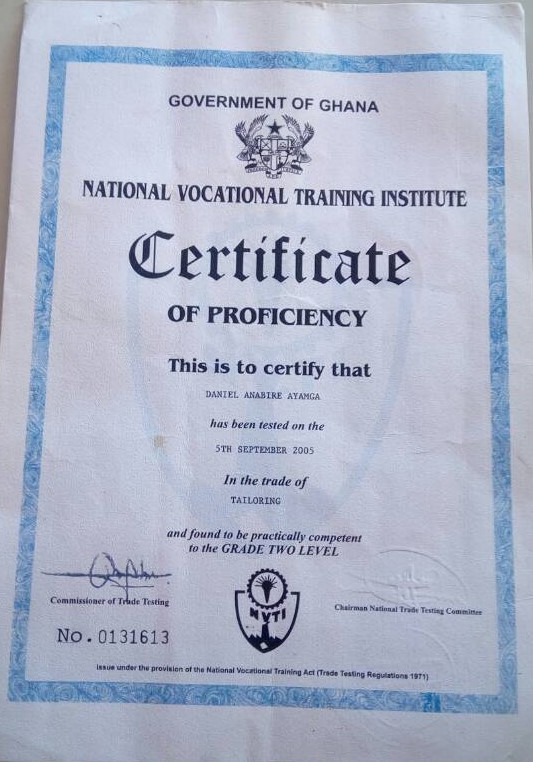 GOVERNMENT OF GHANA
NATIONAL VOCATIONAL TRAINING INSTITUTE
Certificate
OF PROFICIENCY
This is to certify that
DANIEL ANABIRE AYAMGA
has been tested on the
5TH SEPTEMBER 2005
In the trade of
TAILORING
and found to be practically competent
to the GRADE TWO LEVEL
Commissioner of Trade Testing
Chairman National Trade Testing Committee
NVTI
No. 0131613
issue under the provision of the National Vocational Training Act (Trade Testing Regulations 1971)